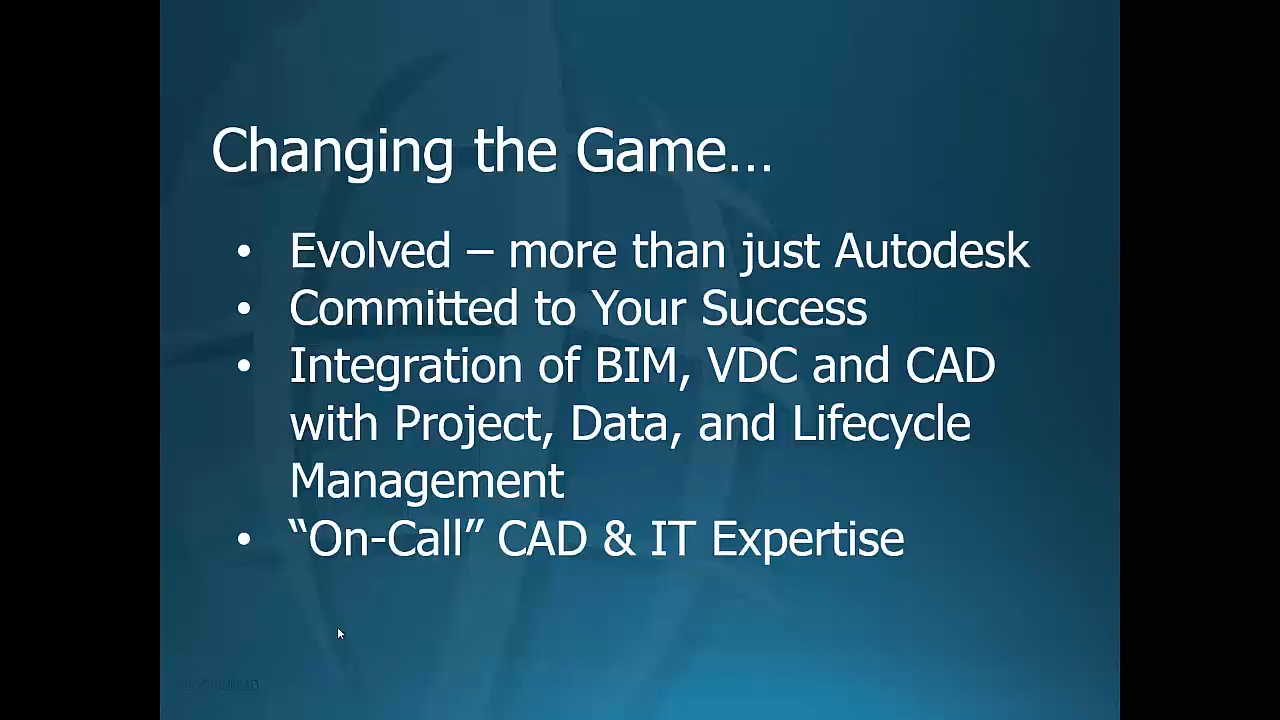 Changing the Game…
• Evolved – more than just Autodesk
• Committed to Your Success
• Integration of BIM, VDC and CAD
with Project, Data, and Lifecycle
Management
• “On-Call” CAD & IT Expertise